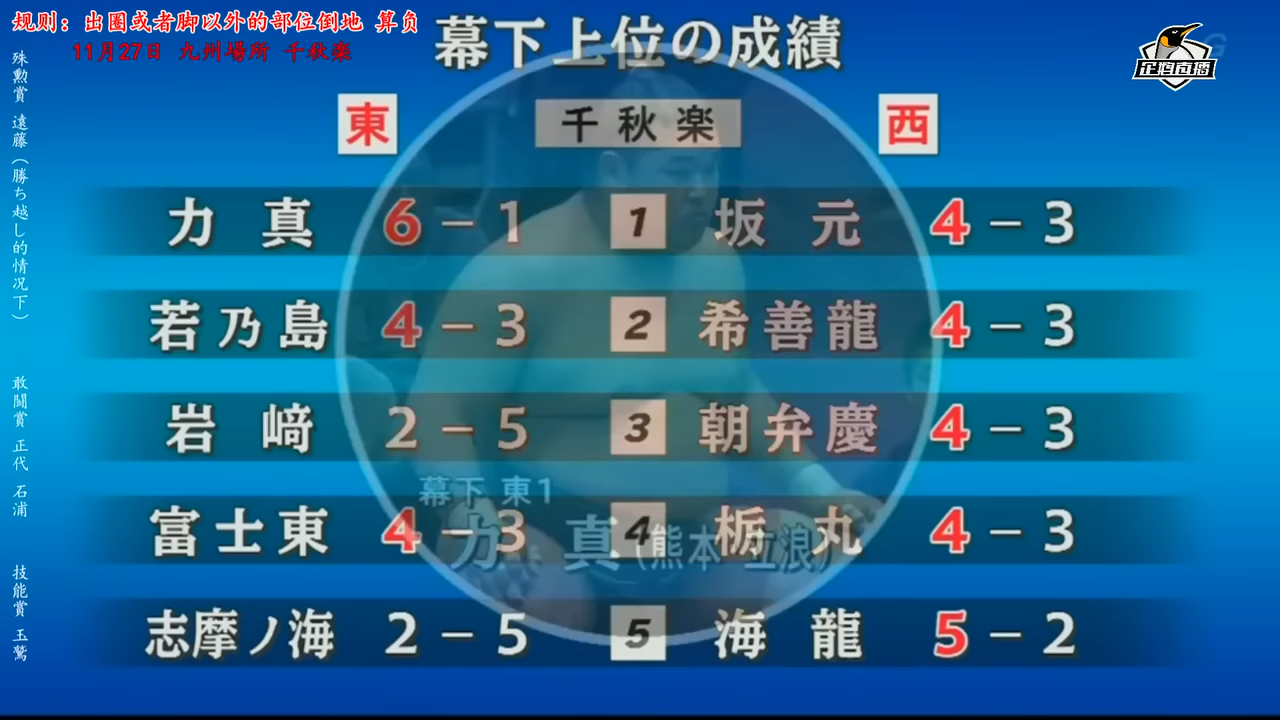 规则：出圈或者脚以外的部位倒地 算负
11月27日 九州場所 千秋楽
幕下上位の成績
企鹅直播
東 千秋楽 西
力真 6－1 1 坂元 4－3
若乃島 4－3 2 希善龍 4－3
岩﨑 2－5 3 朝弁慶 4－3
富士東 4－3 4 栃丸 4－3
志摩ノ海 2－5 5 海龍 5－2
幕下 東1
力真(熊本 立浪)
殊勲賞 遠藤（勝ち越し的情况下）
敢闘賞 正代 石浦
技能賞 玉鷲